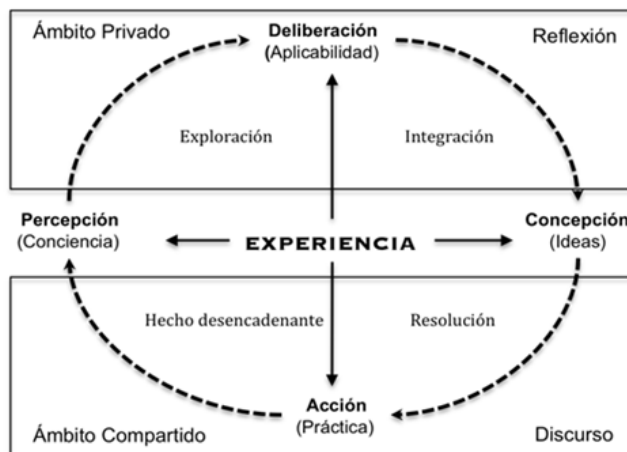 Ámbito Privado
Deliberación
(Aplicabilidad)
Reflexión
Exploración
Integración
Percepción
(Conciencia)
EXPERIENCIA
Concepción
(Ideas)
Hecho desencadenante
Resolución
Acción
(Práctica)
Ámbito Compartido
Discurso